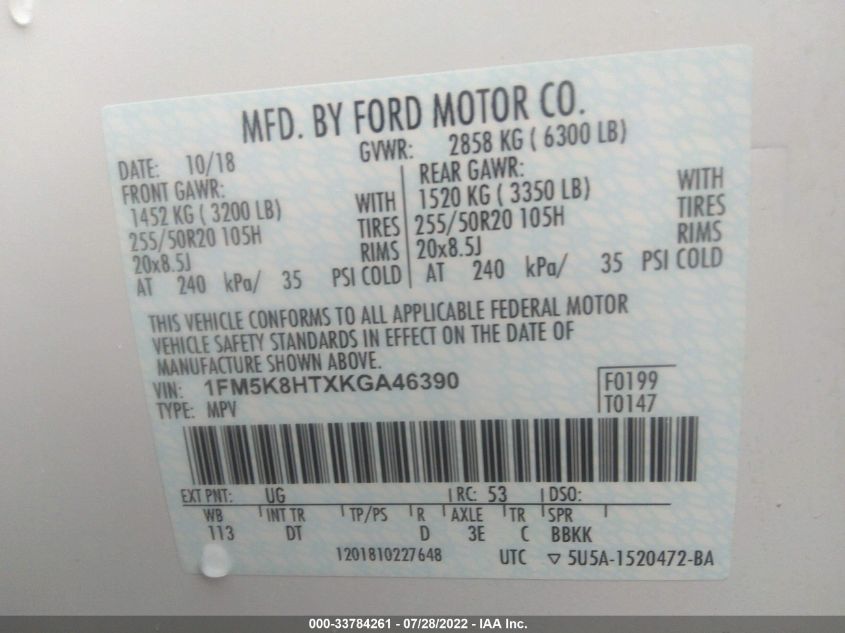 MFD. BY FORD MOTOR CO.
DATE: 10/18 GVWR: 2858 KG ( 6300 LB)
FRONT GAWR:
1452 KG ( 3200 LB) WITH
255/50R20 105H TIRES
20x8.5J RIMS
AT 240 kPa/ 35 PSI COLD
REAR GAWR:
1520 KG ( 3350 LB) WITH
255/50R20 105H TIRES
20x8.5J RIMS
AT 240 kPa/ 35 PSI COLD
THIS VEHICLE CONFORMS TO ALL APPLICABLE FEDERAL MOTOR
VEHICLE SAFETY STANDARDS IN EFFECT ON THE DATE OF
MANUFACTURE SHOWN ABOVE.
VIN: 1FM5K8HTXKGA46390 F0199
TYPE: MPV T0147
EXT PNT: UG RC: 53 DSO:
WB INT TR TP/PS R AXLE TR SPR
113 DT D 3E C BBKK
1201810227648 UTC ▽ 5U5A-1520472-BA
000-33784261 - 07/28/2022 - IAA Inc.